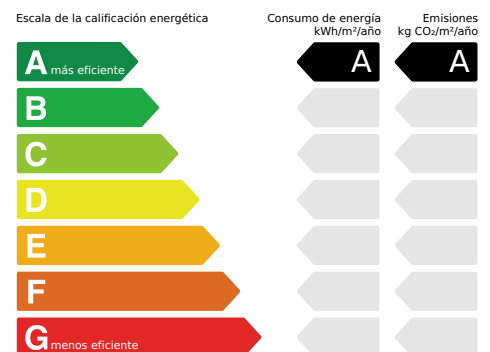 Escala de la calificación energética
Consumo de energía
kWh/m²/año
Emisiones
kg CO₂/m²/año
A más eficiente
A
A
B
C
D
E
F
G menos eficiente